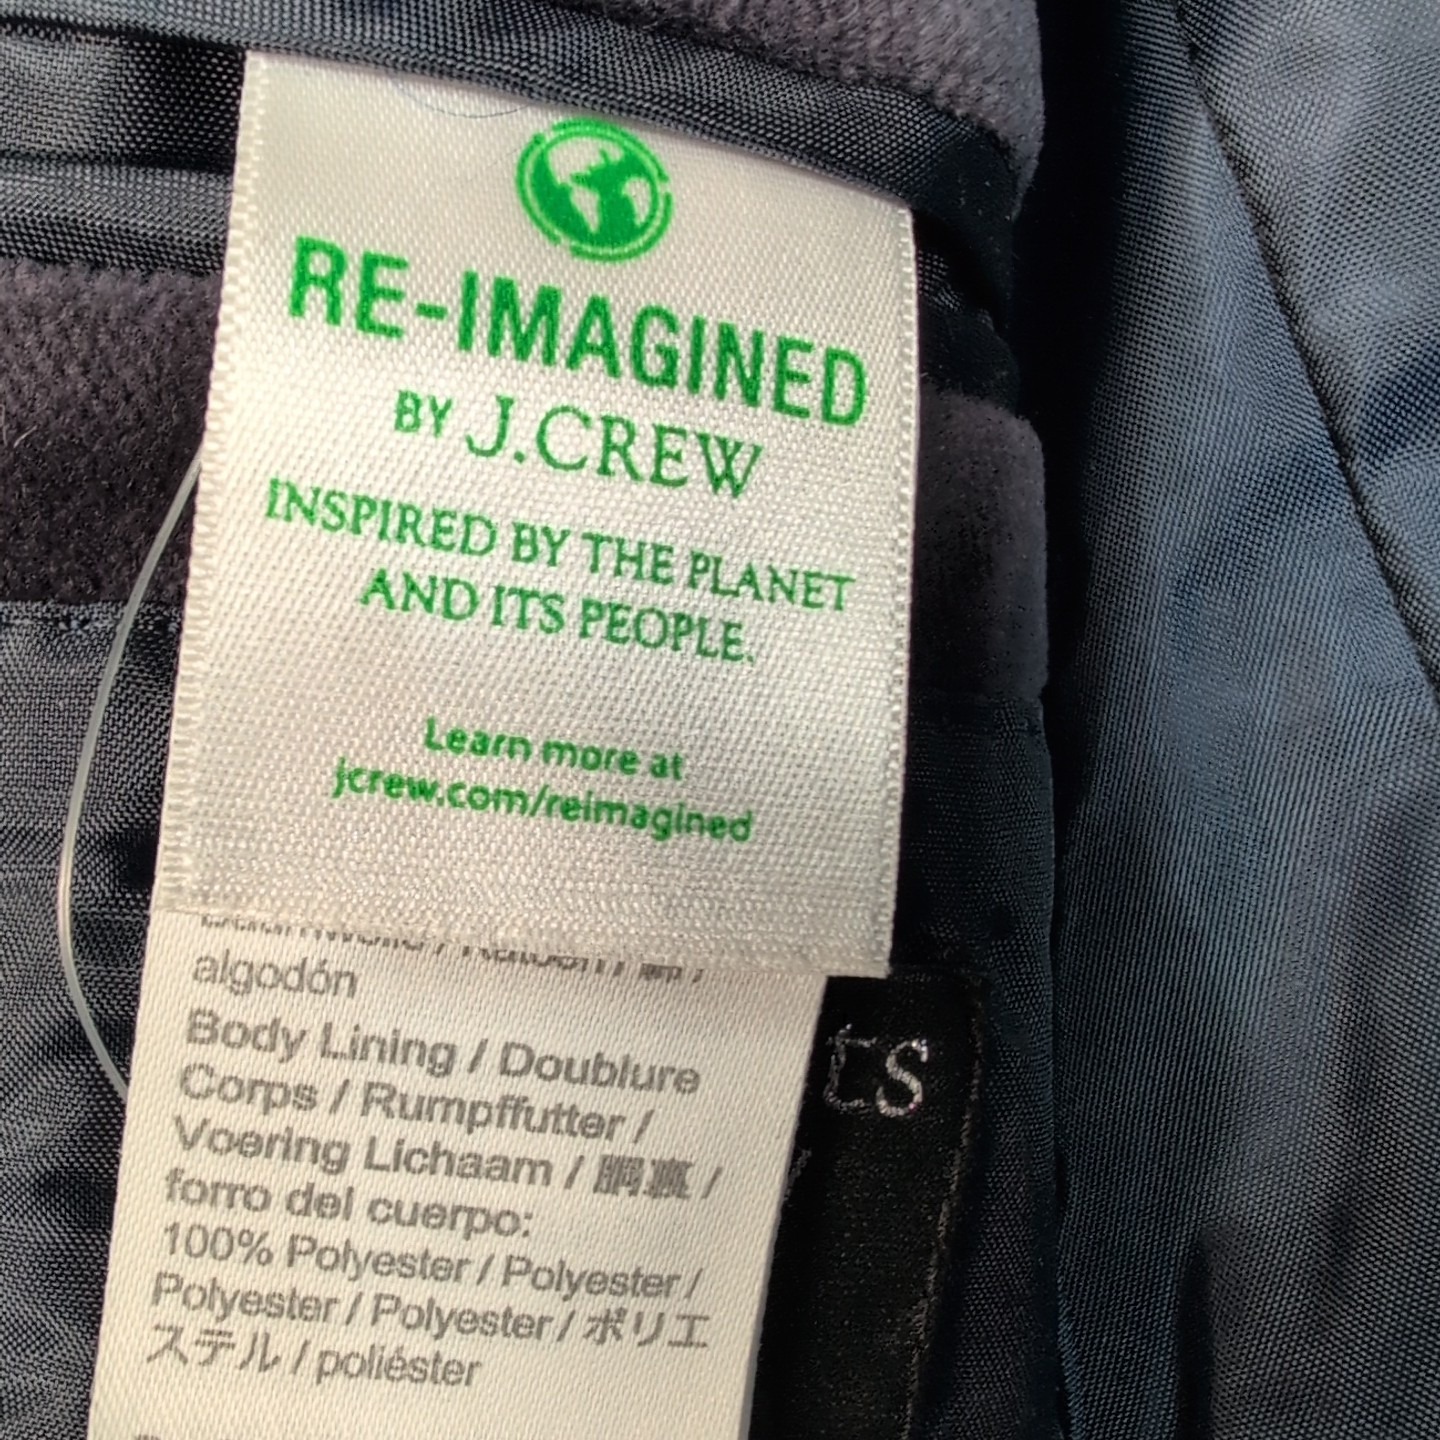 RE-IMAGINED
BY J.CREW
INSPIRED BY THE PLANET
AND ITS PEOPLE.
Learn more at
jcrew.com/reimagined
algodón
Body Lining / Doublure
Corps / Rumpffutter /
Voering Lichaam / 胴裏 /
forro del cuerpo:
100% Polyester / Polyester /
Polyester / Polyester / ポリエ
ステル / poliéster
ts